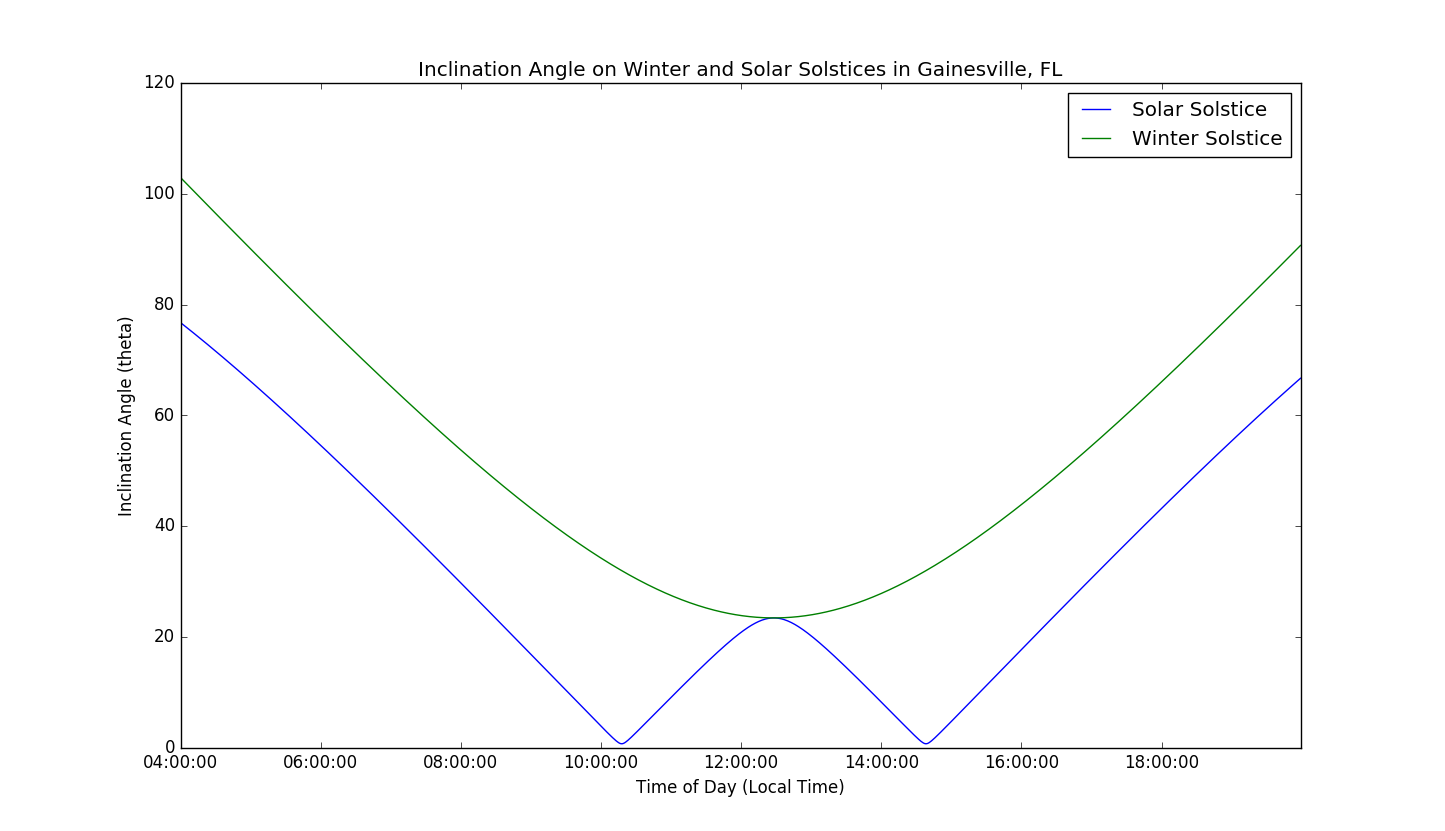 Inclination Angle on Winter and Solar Solstices in Gainesville, FL
120
100
80
60
40
20
0
Inclination Angle (theta)
Solar Solstice
Winter Solstice
04:00:00 06:00:00 08:00:00 10:00:00 12:00:00 14:00:00 16:00:00 18:00:00
Time of Day (Local Time)